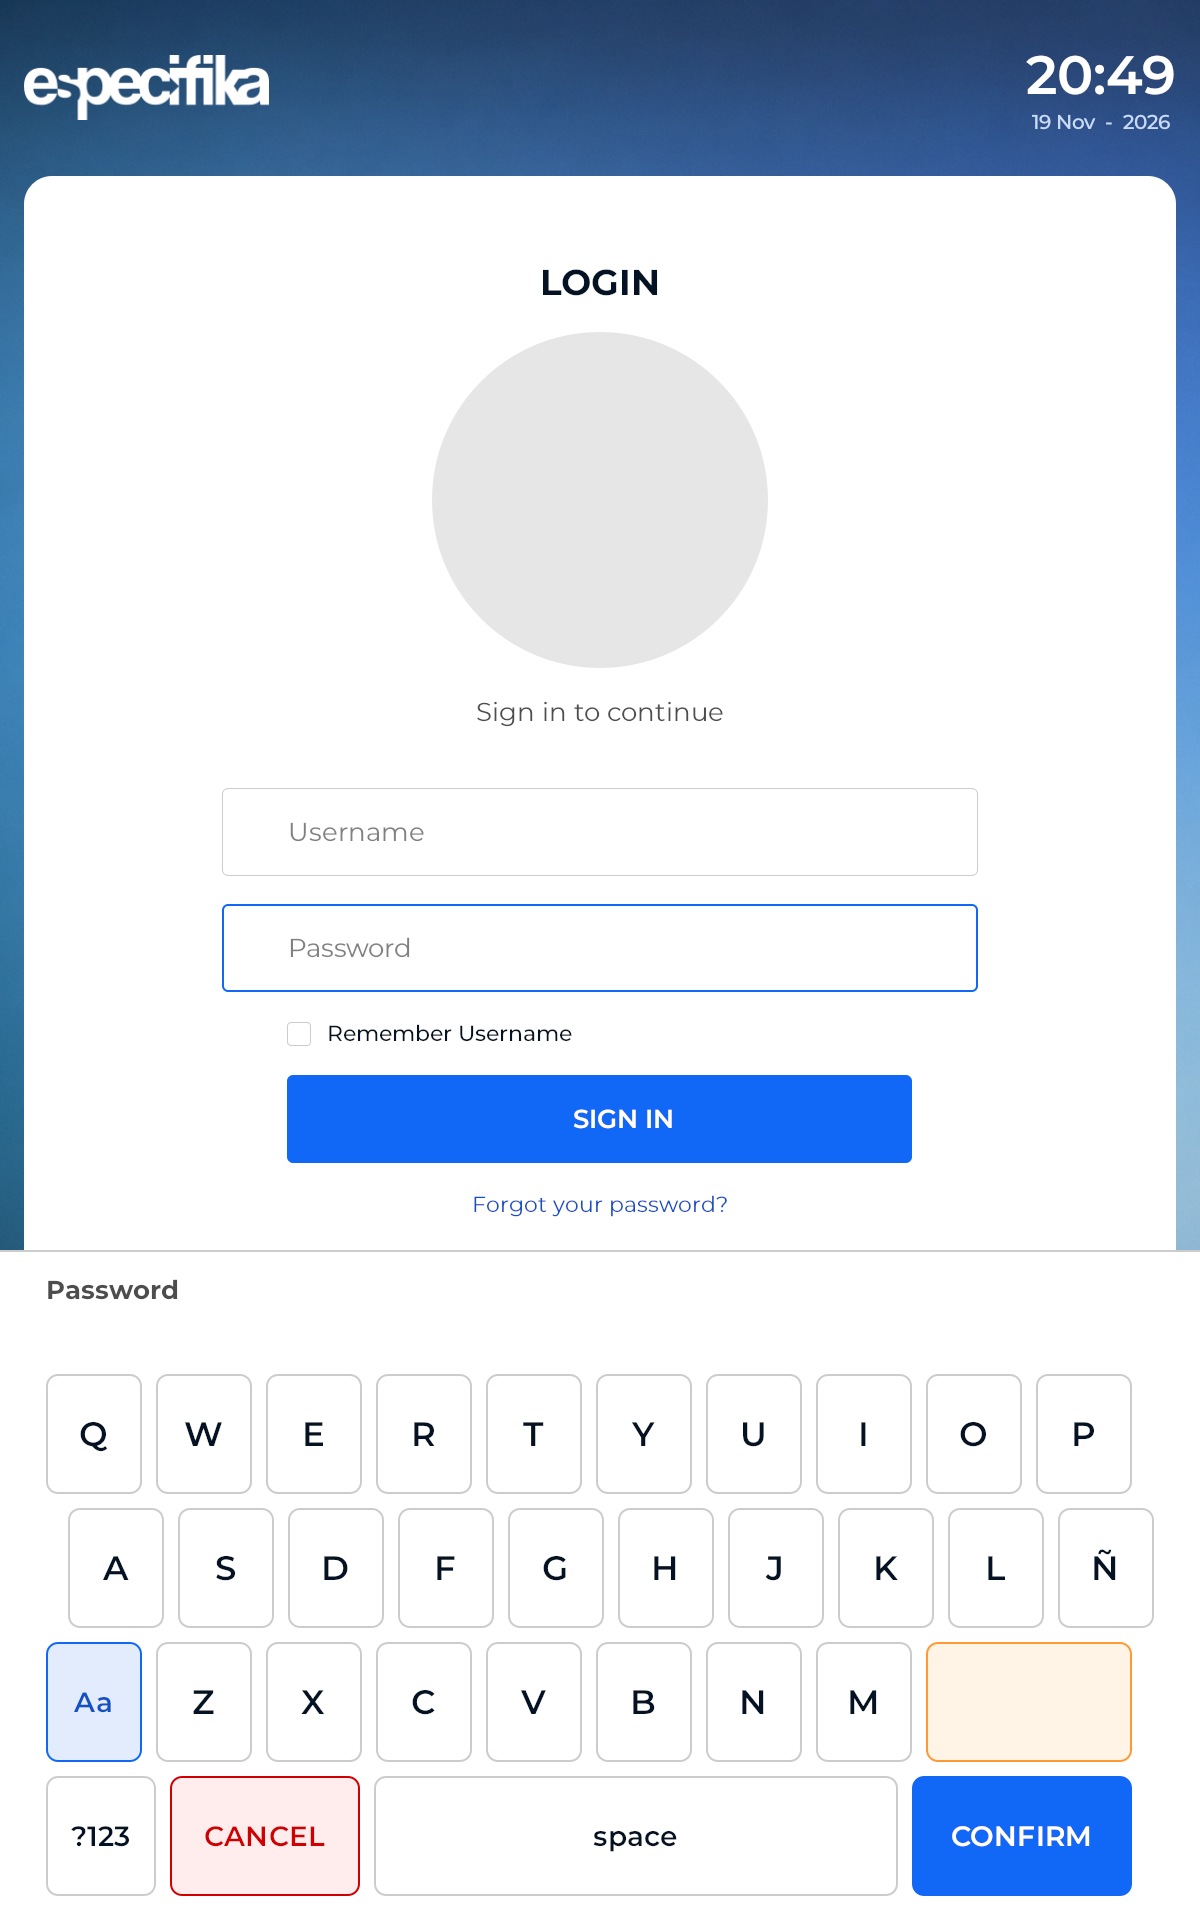 especifika
20:49
19 Nov - 2026
LOGIN
Sign in to continue
Username
Password
Remember Username
SIGN IN
Forgot your password?
Password
Q W E R T Y U I O P
A S D F G H J K L Ñ
Aa Z X C V B N M
?123 CANCEL space CONFIRM